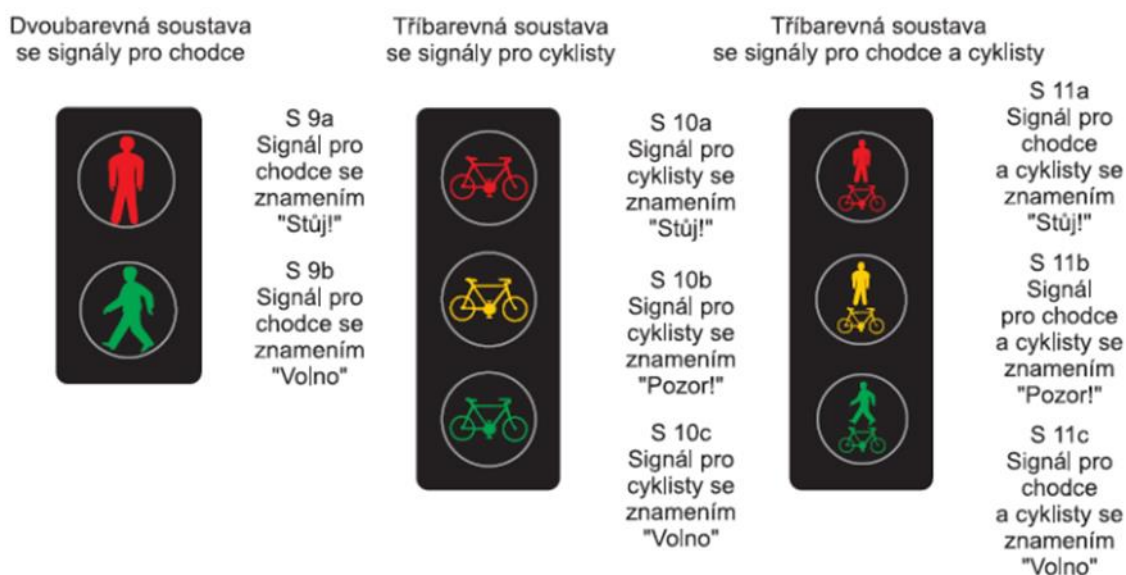 Dvoubarevná soustava
se signály pro chodce
Tříbarevná soustava
se signály pro cyklisty
Tříbarevná soustava
se signály pro chodce a cyklisty
S 9a
Signál pro
chodce se
znamením
"Stůj!"
S 9b
Signál pro
chodce se
znamením
"Volno"
S 10a
Signál pro
cyklisty se
znamením
"Stůj!"
S 10b
Signál pro
cyklisty se
znamením
"Pozor!"
S 10c
Signál pro
cyklisty se
znamením
"Volno"
S 11a
Signál pro
chodce
a cyklisty se
znamením
"Stůj!"
S 11b
Signál
pro chodce
a cyklisty se
znamením
"Pozor!"
S 11c
Signál pro
chodce
a cyklisty se
znamením
"Volno"